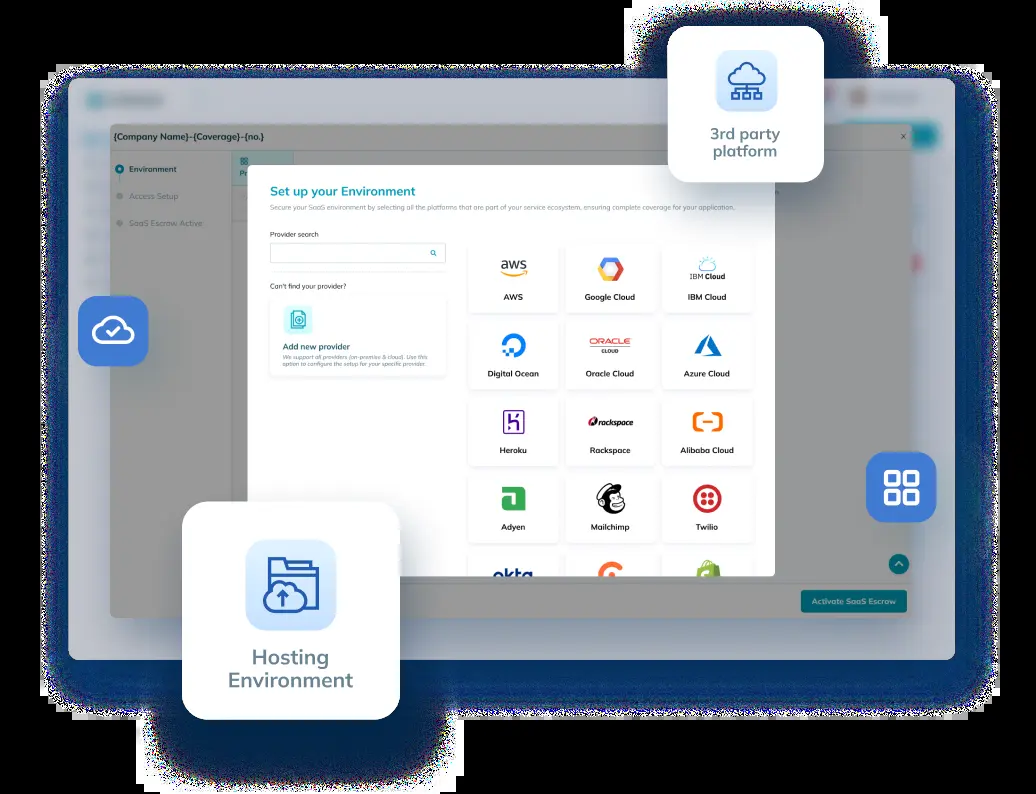 3rd party
platform
{Company Name}-{Coverage}-{no.}
x
Environment
Access Setup
SaaS Escrow Active
Set up your Environment
Secure your SaaS environment by selecting all the platforms that are part of your service ecosystem, ensuring complete coverage for your application.
Provider search
Can't find your provider?
Add new provider
We support all providers (on-premise & cloud). Use this
option to configure the setup for your specific provider.
aws
AWS
Google Cloud
IBM Cloud
IBM Cloud
Digital Ocean
ORACLE
CLOUD
Oracle Cloud
Azure Cloud
Heroku
rackspace
Rackspace
Alibaba Cloud
Adyen
Mailchimp
Twilio
okta
Activate SaaS Escrow
Hosting
Environment